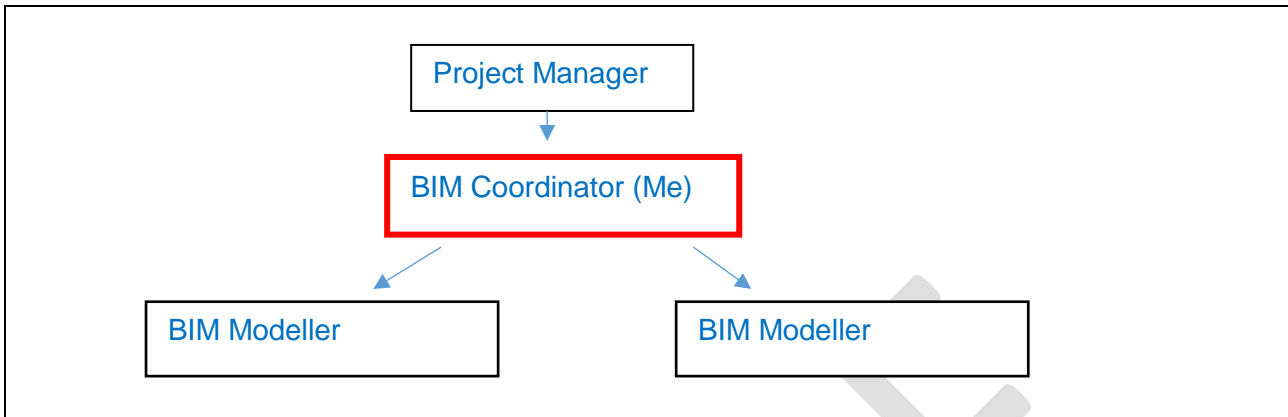 Project Manager
BIM Coordinator (Me)
BIM Modeller
BIM Modeller